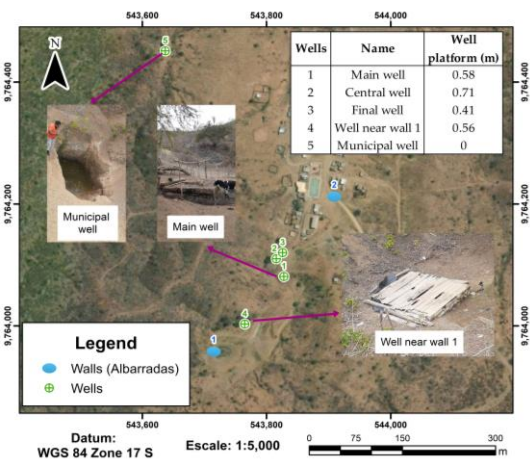 543,600 543,800 544,000
N
9,764,400
9,764,200
9,764,000
Wells Name Well platform (m)
1 Main well 0.58
2 Central well 0.71
3 Final well 0.41
4 Well near wall 1 0.56
5 Municipal well 0
5
Municipal
well
Main well
2
3
2
1
4
Well near wall 1
1
Legend
Walls (Albarradas)
Wells
9,764,400
9,764,200
9,764,000
543,600 543,800 544,000
Datum:
WGS 84 Zone 17 S
Escale: 1:5,000
0 75 150 300
m